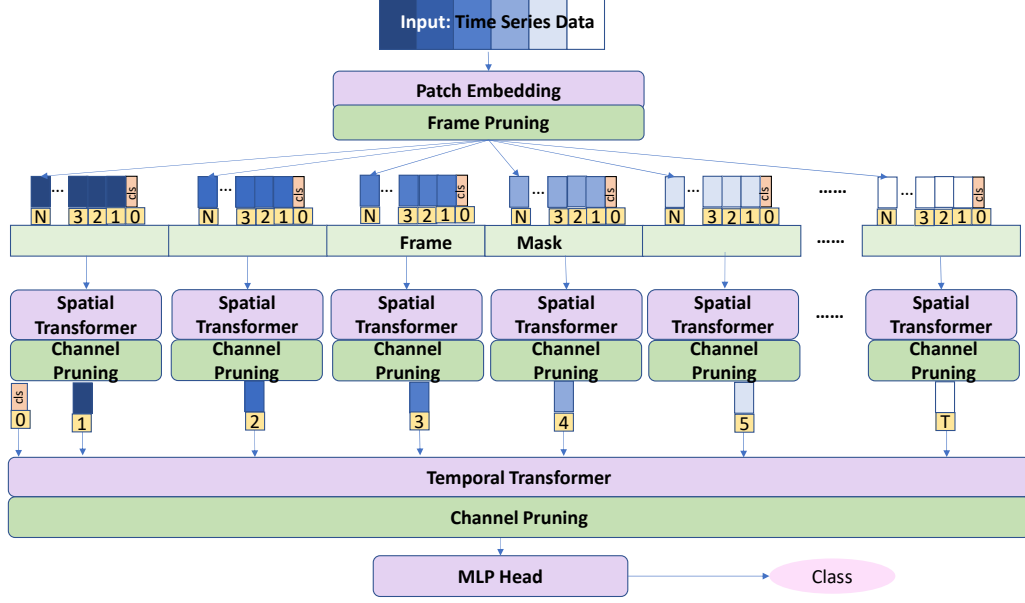 Input: Time Series Data
Patch Embedding
Frame Pruning
... cls ... cls ... cls ... cls ... cls ...... ... cls
N 3 2 1 0 N 3 2 1 0 N 3 2 1 0 N 3 2 1 0 N 3 2 1 0 N 3 2 1 0
Frame Mask ......
Spatial Transformer
Channel Pruning
Spatial Transformer
Channel Pruning
Spatial Transformer
Channel Pruning
Spatial Transformer
Channel Pruning
Spatial Transformer
Channel Pruning
......
Spatial Transformer
Channel Pruning
cls
0 1 2 3 4 5 T
Temporal Transformer
Channel Pruning
MLP Head
Class